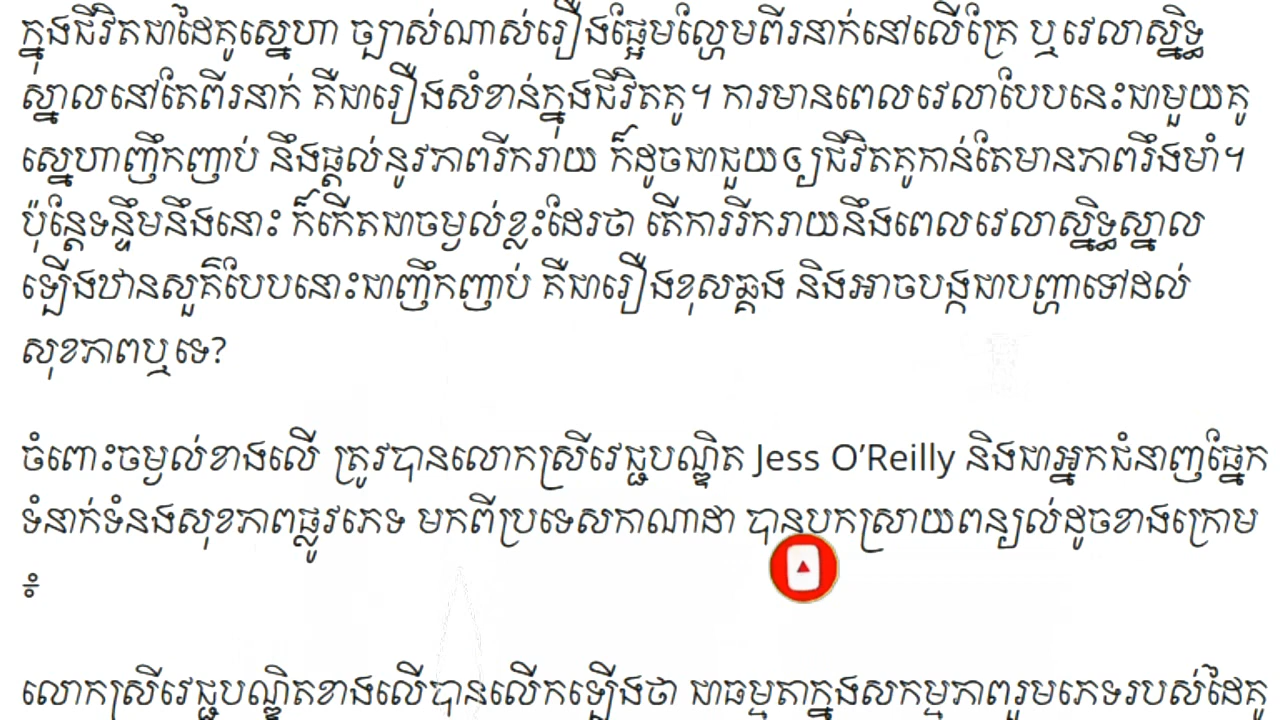 ក្នុងជីវិតជាដៃគូស្នេហា ច្បាស់ណាស់រឿងផ្អែមល្ហែមពីរនាក់នៅលើគ្រែ ឬវេលាស្និទ្ធ
ស្នាលនៅតែពីរនាក់ គឺជារឿងសំខាន់ក្នុងជីវិតគូ។ ការមានពេលវេលាបែបនេះជាមួយគូ
ស្នេហាញឹកញាប់ នឹងផ្តល់នូវភាពរីករាយ ក៏ដូចជាជួយឲ្យជីវិតគូកាន់តែមានភាពរឹងមាំ។
ប៉ុន្តែទន្ទឹមនឹងនោះ ក៏កើតជាចម្ងល់ខ្លះដែរថា តើការរីករាយនឹងពេលវេលាស្និទ្ធស្នាល
ឡើងឋានសួគ៌បែបនោះជាញឹកញាប់ គឺជារឿងខុសឆ្គង និងអាចបង្កជាបញ្ហាទៅដល់
សុខភាពឬទេ?
ចំពោះចម្ងល់ខាងលើ ត្រូវបានលោកស្រីវេជ្ជបណ្ឌិត Jess O’Reilly និងជាអ្នកជំនាញផ្នែក
ទំនាក់ទំនងសុខភាពផ្លូវភេទ មកពីប្រទេសកាណាដា បានបកស្រាយពន្យល់ដូចខាងក្រោម
៖
លោកស្រីវេជ្ជបណ្ឌិតខាងលើបានលើកឡើងថា ជាធម្មតាក្នុងសកម្មភាពរួមភេទរបស់ដៃគូ